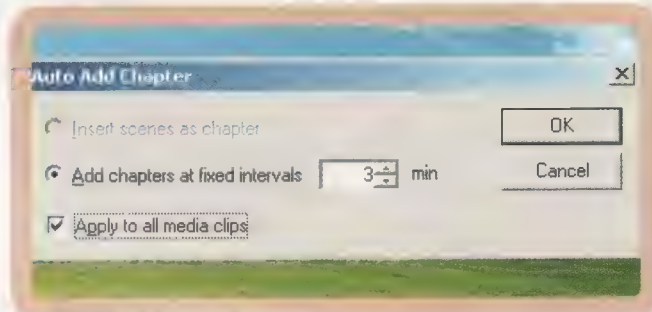 Auto Add Chapter
Insert scenes as chapter
OK
Add chapters at fixed intervals 3 min
Cancel
Apply to all media clips